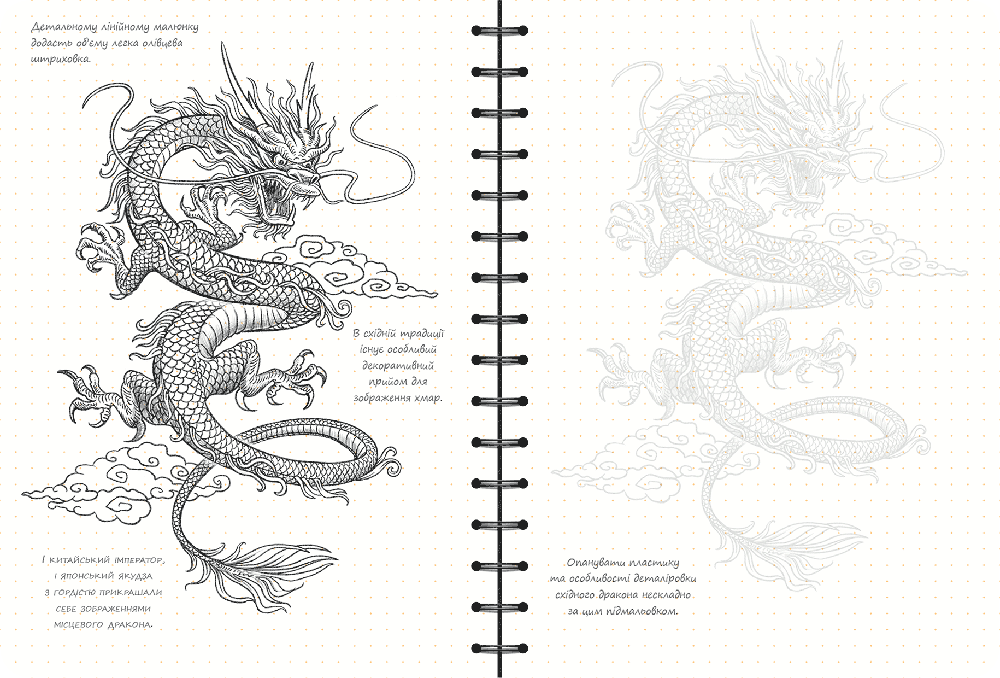 Детальному лінійному малюнку
додасть об'єму легка олівцева
штриховка.
В східній традиції
існує особливий
декоративний
прийом для
зображення хмар.
І китайський імператор,
і японський якудза
з гордістю прикрашали
себе зображеннями
місцевого дракона.
Опанувати пластику
та особливості деталіровки
східного дракона нескладно
за цим підмальовком.